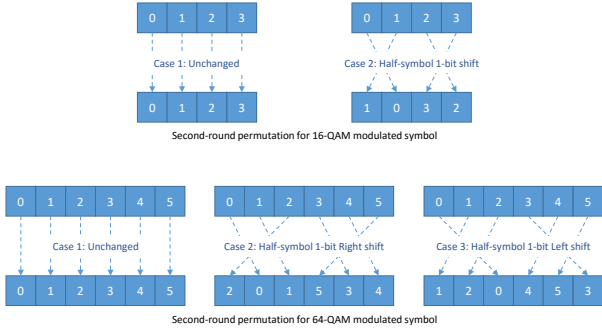 0 1 2 3 0 1 2 3
Case 1: Unchanged Case 2: Half-symbol 1-bit shift
0 1 2 3 1 0 3 2
Second-round permutation for 16-QAM modulated symbol
0 1 2 3 4 5 0 1 2 3 4 5 0 1 2 3 4 5
Case 1: Unchanged Case 2: Half-symbol 1-bit Right shift Case 3: Half-symbol 1-bit Left shift
0 1 2 3 4 5 2 0 1 5 3 4 1 2 0 4 5 3
Second-round permutation for 64-QAM modulated symbol